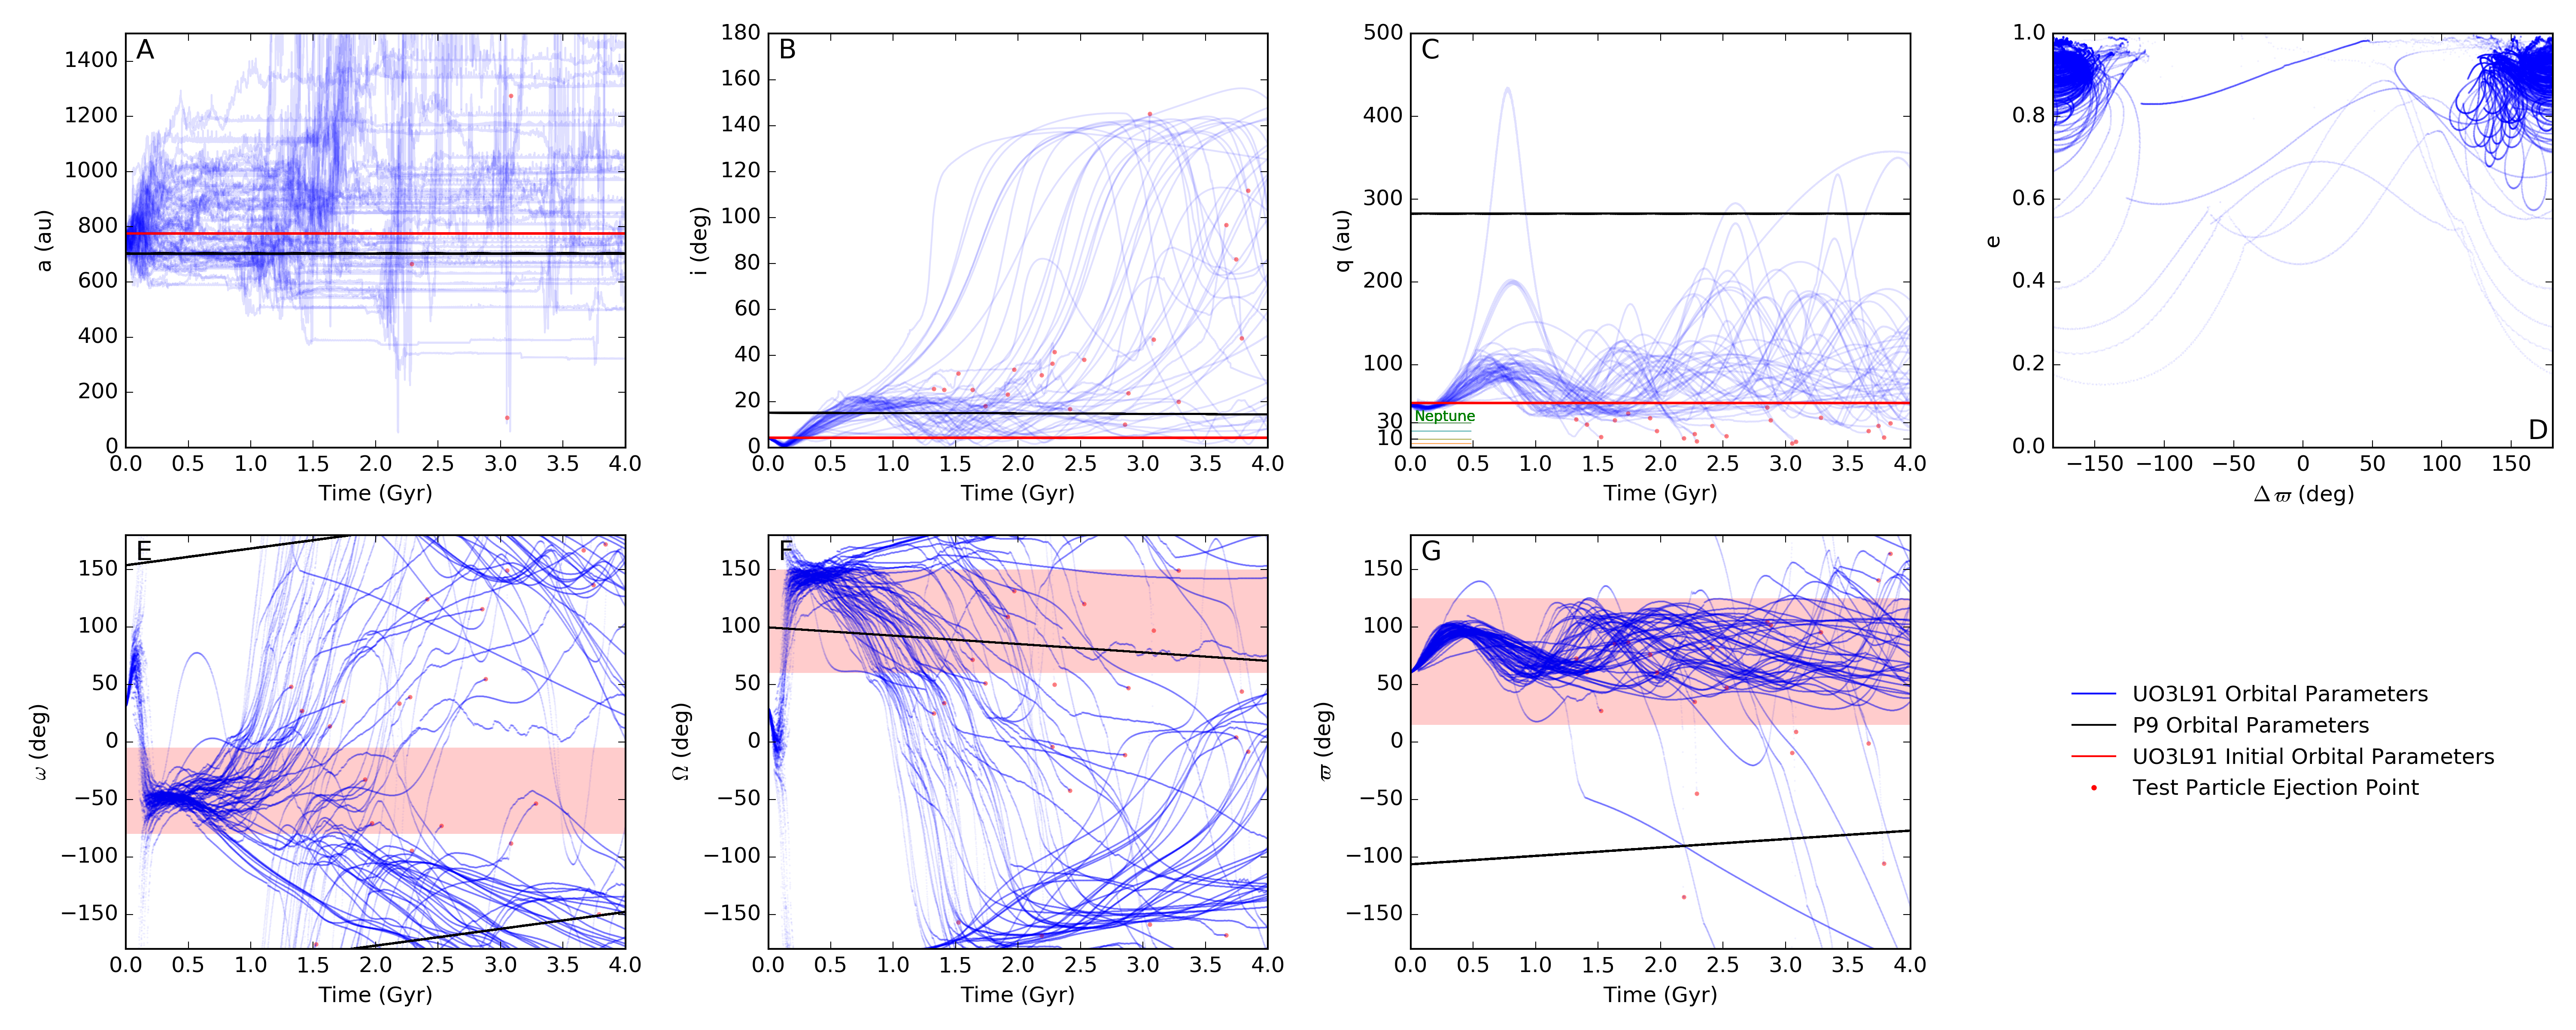 A
1400
1200
1000
800
600
400
200
0
a (au)
0.0 0.5 1.0 1.5 2.0 2.5 3.0 3.5 4.0
Time (Gyr)
B
180
160
140
120
100
80
60
40
20
0
i (deg)
0.0 0.5 1.0 1.5 2.0 2.5 3.0 3.5 4.0
Time (Gyr)
C
500
400
300
200
100
30
10
q (au)
Neptune
0.0 0.5 1.0 1.5 2.0 2.5 3.0 3.5 4.0
Time (Gyr)
1.0
0.8
0.6
0.4
0.2
0.0
e
D
−150 −100 −50 0 50 100 150
Δ ϖ (deg)
E
150
100
50
0
−50
−100
−150
ω (deg)
0.0 0.5 1.0 1.5 2.0 2.5 3.0 3.5 4.0
Time (Gyr)
F
150
100
50
0
−50
−100
−150
Ω (deg)
0.0 0.5 1.0 1.5 2.0 2.5 3.0 3.5 4.0
Time (Gyr)
G
150
100
50
0
−50
−100
−150
ϖ (deg)
0.0 0.5 1.0 1.5 2.0 2.5 3.0 3.5 4.0
Time (Gyr)
UO3L91 Orbital Parameters
P9 Orbital Parameters
UO3L91 Initial Orbital Parameters
Test Particle Ejection Point